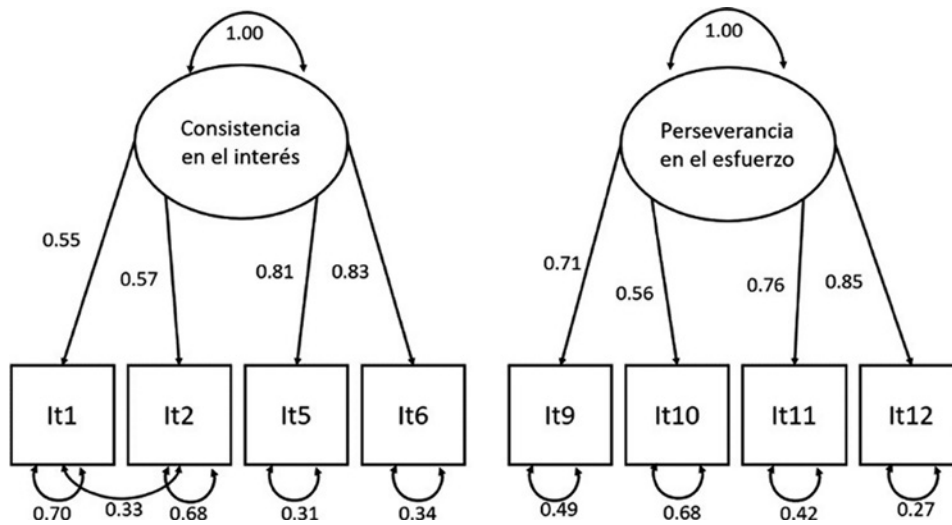 1.00
1.00
Consistencia
en el interés
Perseverancia
en el esfuerzo
0.55
0.57
0.81
0.83
0.71
0.56
0.76
0.85
It1
It2
It5
It6
It9
It10
It11
It12
0.70
0.33
0.68
0.31
0.34
0.49
0.68
0.42
0.27